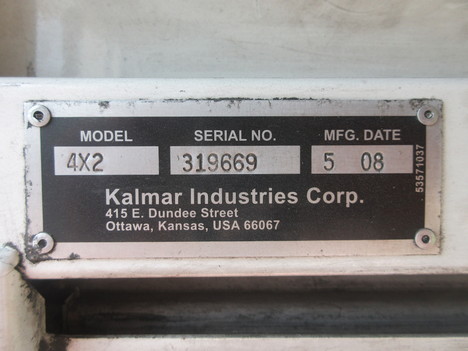 MODEL SERIAL NO. MFG. DATE
4X2 319669 5 08
Kalmar Industries Corp.
415 E. Dundee Street
Ottawa, Kansas, USA 66067
53571037